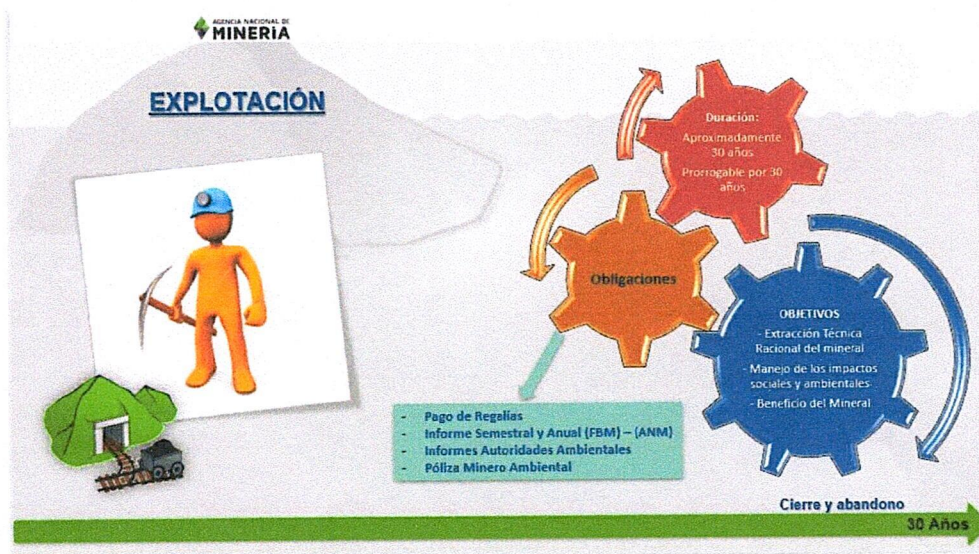 AGENCIA NACIONAL DE
MINERÍA
EXPLOTACIÓN
Duración:
Aproximadamente
30 años
Prorrogable por 30
años
Obligaciones
OBJETIVOS
- Extracción Técnica
Racional del mineral
- Manejo de los impactos
sociales y ambientales
- Beneficio del Mineral
- Pago de Regalías
- Informe Semestral y Anual (FBM) – (ANM)
- Informes Autoridades Ambientales
- Póliza Minero Ambiental
Cierre y abandono
30 Años